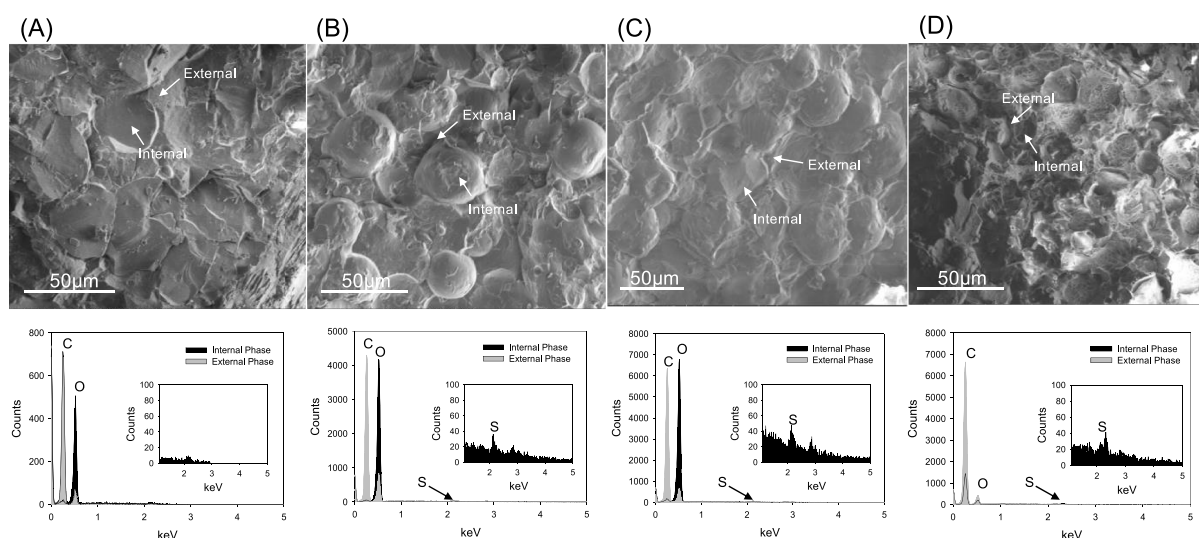 (A)
External
Internal
50µm
(B)
External
Internal
50µm
(C)
External
Internal
50µm
(D)
External
Internal
50µm
800
600
400
200
0
Counts
C
O
Internal Phase
External Phase
100
80
60
40
20
0
2 3 4 5
keV
0 1 2 3 4 5
keV
5000
4000
3000
2000
1000
0
Counts
C
O
Internal Phase
External Phase
100
80
60
40
20
0
S
2 3 4 5
keV
S
0 1 2 3 4 5
keV
8000
7000
6000
5000
4000
3000
2000
1000
0
Counts
C
O
Internal Phase
External Phase
100
80
60
40
20
0
S
2 3 4 5
keV
S
0 1 2 3 4 5
keV
8000
7000
6000
5000
4000
3000
2000
1000
0
Counts
C
O
Internal Phase
External Phase
100
80
60
40
20
0
S
2 3 4 5
keV
S
0 1 2 3 4 5
keV